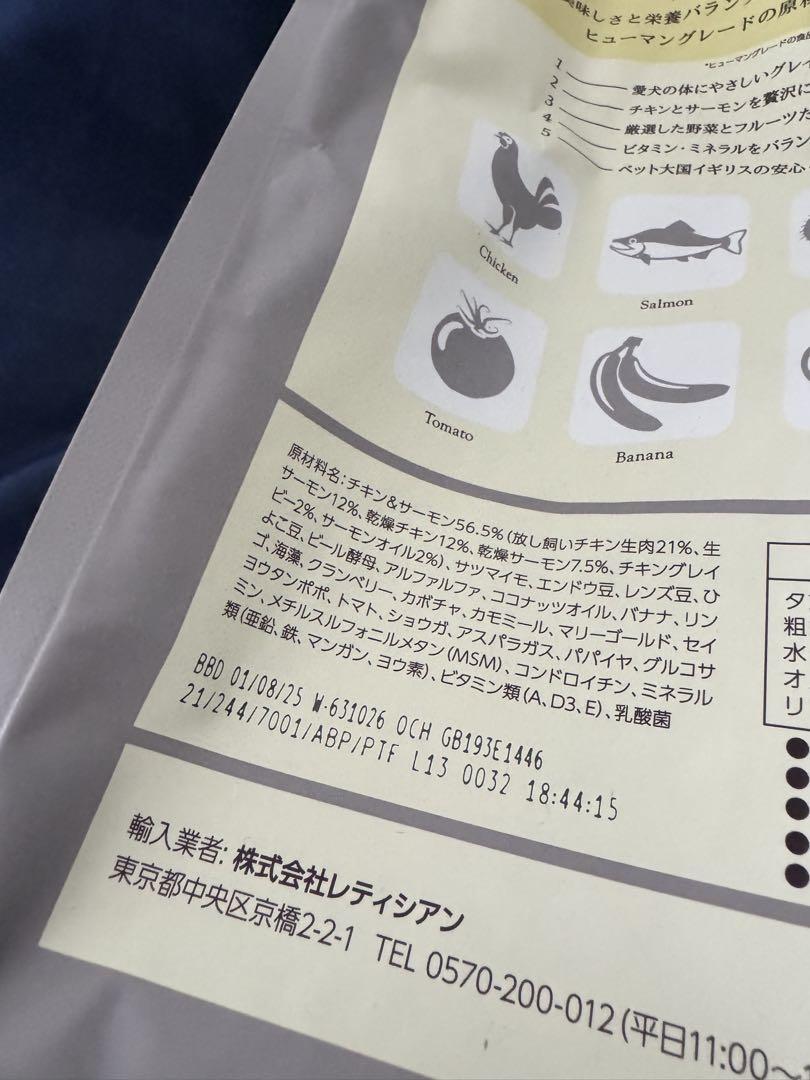 味しさと栄養バラン
ヒューマングレードの原材
*ヒューマングレードの食品
1 愛犬の体にやさしいグレイ
2 チキンとサーモンを贅沢に
3 厳選した野菜とフルーツた
4 ビタミン・ミネラルをバラン
5 ペット大国イギリスの安心
Chicken
Salmon
Tomato
Banana
原材料名:チキン&サーモン56.5%(放し飼いチキン生肉21%、生
サーモン12%、乾燥チキン12%、乾燥サーモン7.5%、チキングレイ
ビー2%、サーモンオイル2%)、サツマイモ、エンドウ豆、レンズ豆、ひ
よこ豆、ビール酵母、アルファルファ、ココナッツオイル、バナナ、リン
ゴ、海藻、クランベリー、カボチャ、カモミール、マリーゴールド、セイ
ヨウタンポポ、トマト、ショウガ、アスパラガス、パパイヤ、グルコサ
ミン、メチルスルフォニルメタン(MSM)、コンドロイチン、ミネラル
類(亜鉛、鉄、マンガン、ヨウ素)、ビタミン類(A、D3、E)、乳酸菌
BBD 01/08/25 W-631026 OCH GB193E1446
21/244/7001/ABP/PTF L13 0032 18:44:15
タ
粗
水
オ
リ
輸入業者: 株式会社レティシアン
東京都中央区京橋2-2-1 TEL 0570-200-012 (平日11:00〜